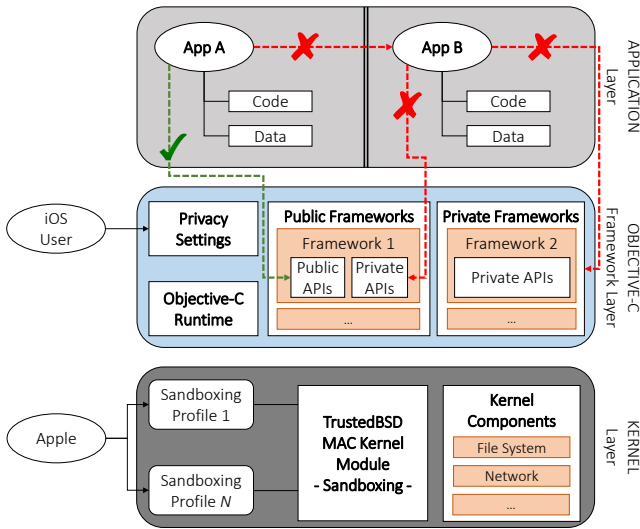 App A
App B
Code
Data
Code
Data
APPLICATION
Layer
iOS
User
Privacy
Settings
Objective-C
Runtime
Public Frameworks
Framework 1
Public
APIs
Private
APIs
...
Private Frameworks
Framework 2
Private APIs
...
OBJECTIVE-C
Framework Layer
Apple
Sandboxing
Profile 1
Sandboxing
Profile N
TrustedBSD
MAC Kernel
Module
- Sandboxing -
Kernel
Components
File System
Network
...
KERNEL
Layer